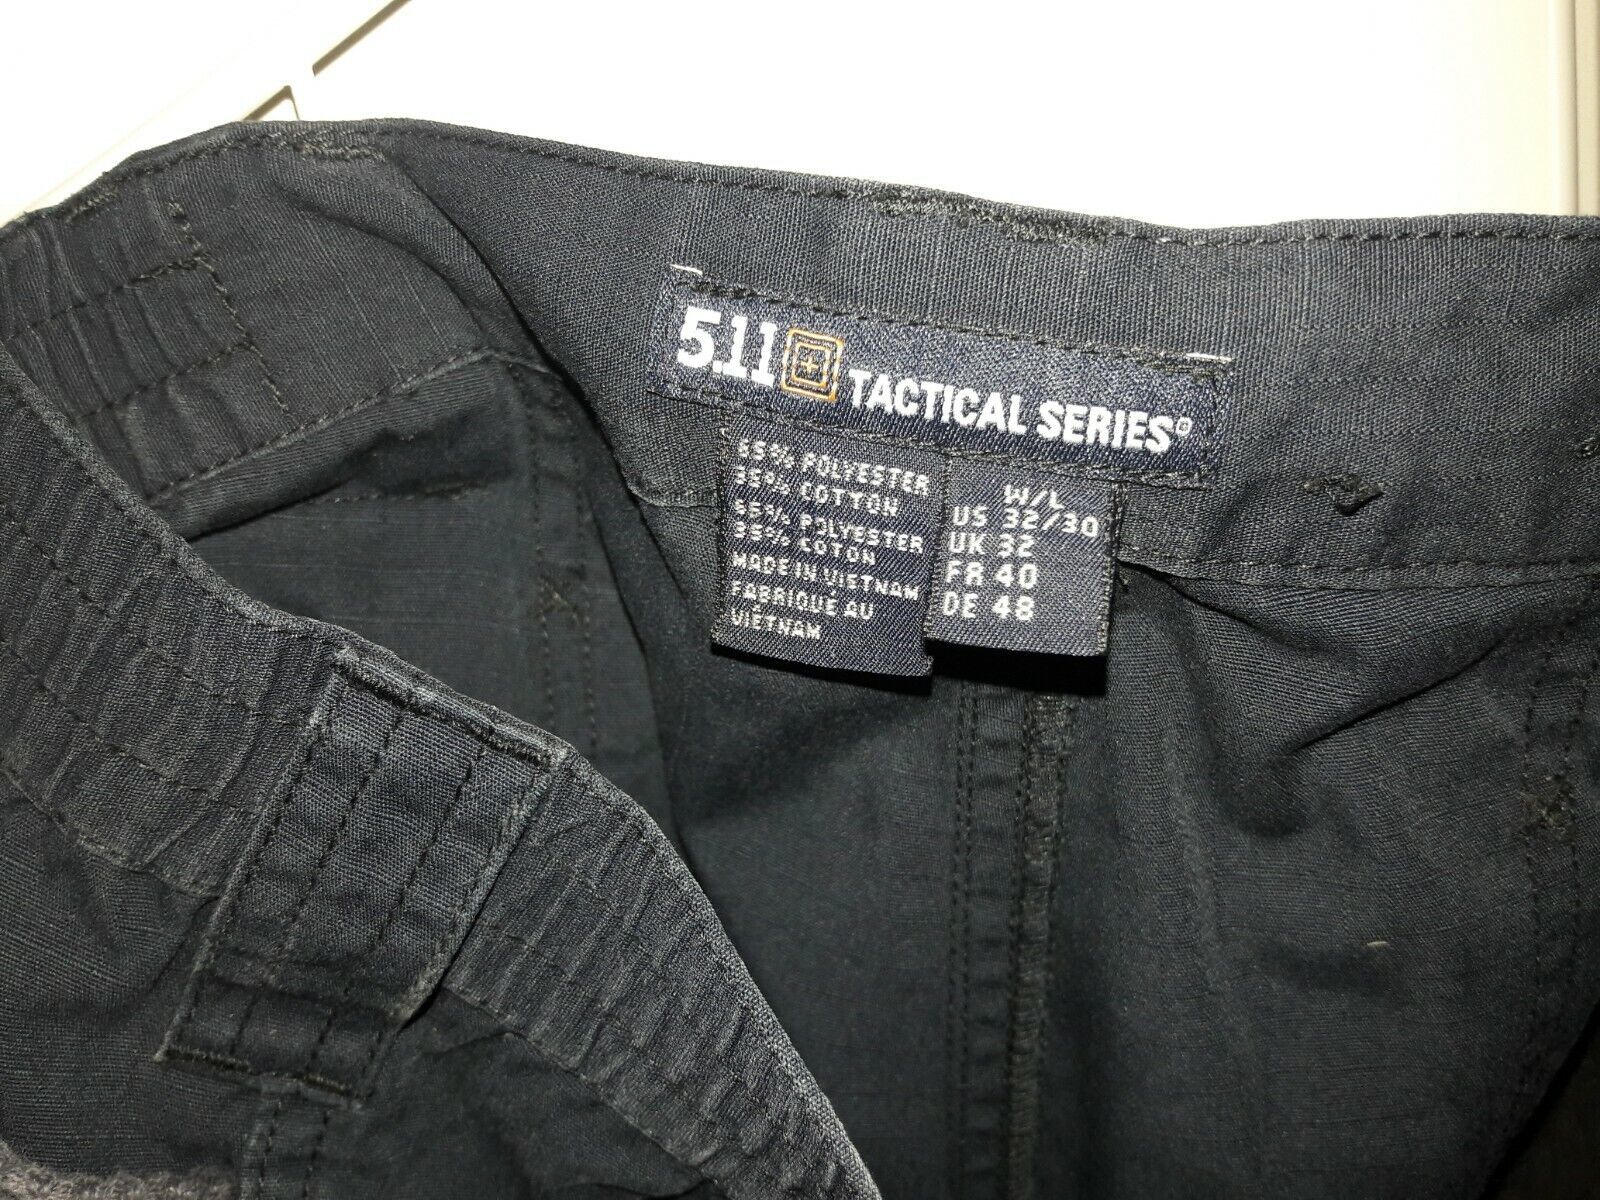 5.11 TACTICAL SERIES®
65% POLYESTER
35% COTTON
65% POLYESTER
35% COTON
MADE IN VIETNAM
FABRIQUÉ AU
VIETNAM
W/L
US 32/30
UK 32
FR 40
DE 48